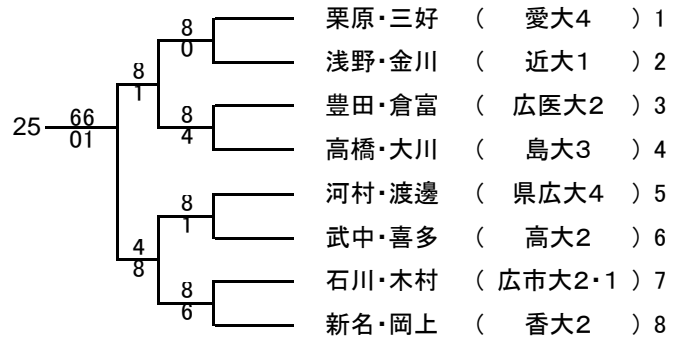 栗原・三好 ( 愛大4 ) 1
8
0
浅野・金川 ( 近大1 ) 2
8
1
豊田・倉富 ( 広医大2 ) 3
8
4
25
66
01
高橋・大川 ( 島大3 ) 4
河村・渡邊 ( 県広大4 ) 5
8
1
武中・喜多 ( 高大2 ) 6
4
8
石川・木村 ( 広市大2・1 ) 7
8
6
新名・岡上 ( 香大2 ) 8